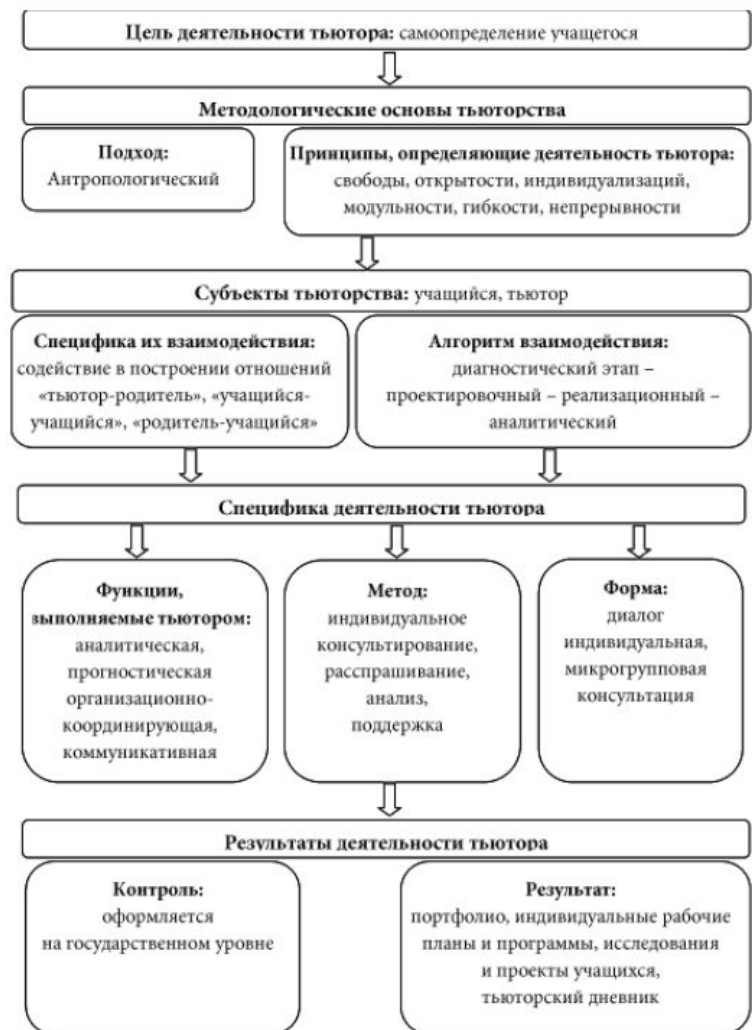 Цель деятельности тьютора: самоопределение учащегося
Методологические основы тьюторства
Подход:
Антропологический
Принципы, определяющие деятельность тьютора:
свободы, открытости, индивидуализаций,
модульности, гибкости, непрерывности
Субъекты тьюторства: учащийся, тьютор
Специфика их взаимодействия:
содействие в построении отношений
«тьютор-родитель», «учащийся-
учащийся», «родитель-учащийся»
Алгоритм взаимодействия:
диагностический этап –
проектировочный – реализационный –
аналитический
Специфика деятельности тьютора
Функции,
выполняемые тьютором:
аналитическая,
прогностическая
организационно-
координирующая,
коммуникативная
Метод:
индивидуальное
консультирование,
расспрашивание,
анализ,
поддержка
Форма:
диалог
индивидуальная,
микрогрупповая
консультация
Результаты деятельности тьютора
Контроль:
оформляется
на государственном уровне
Результат:
портфолио, индивидуальные рабочие
планы и программы, исследования
и проекты учащихся,
тьюторский дневник